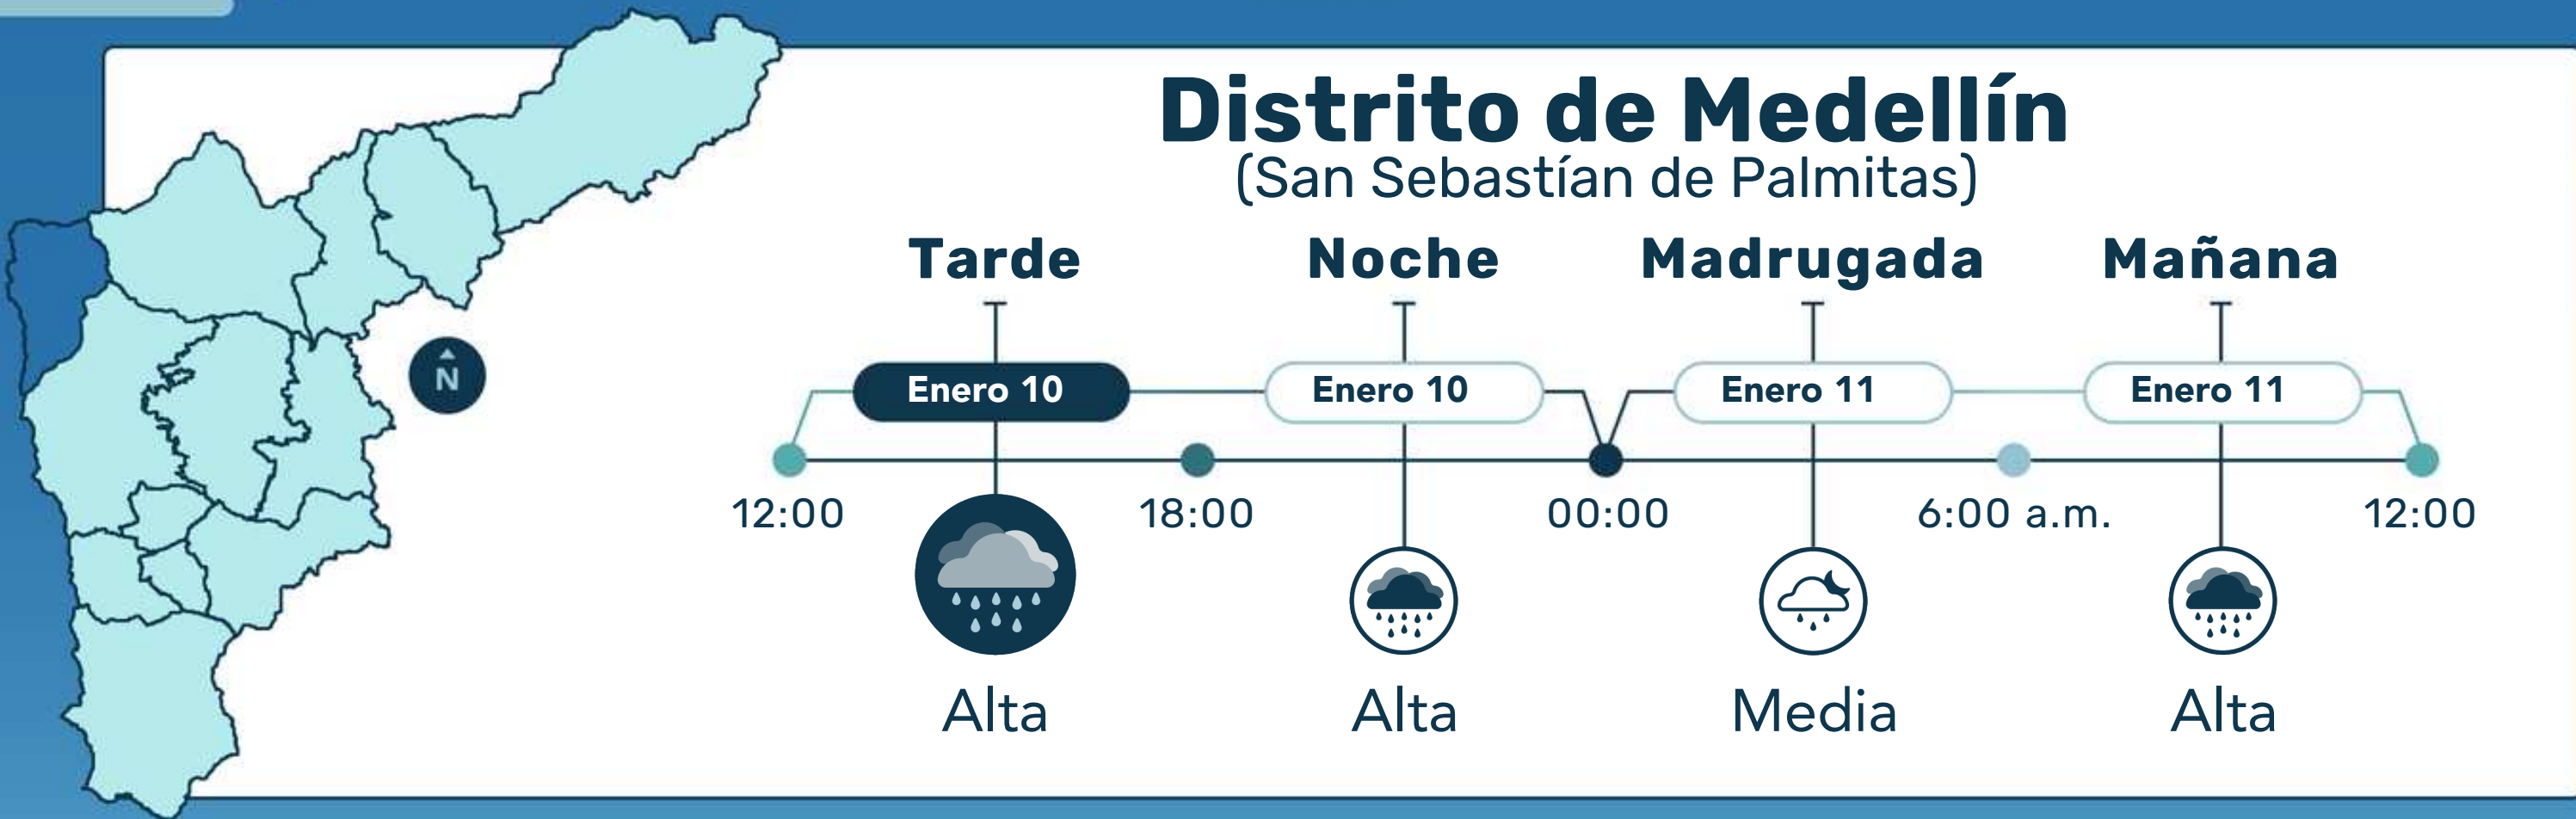 Distrito de Medellín
(San Sebastían de Palmitas)
Tarde Noche Madrugada Mañana
Enero 10 Enero 10 Enero 11 Enero 11
12:00 18:00 00:00 6:00 a.m. 12:00
N
Alta Alta Media Alta